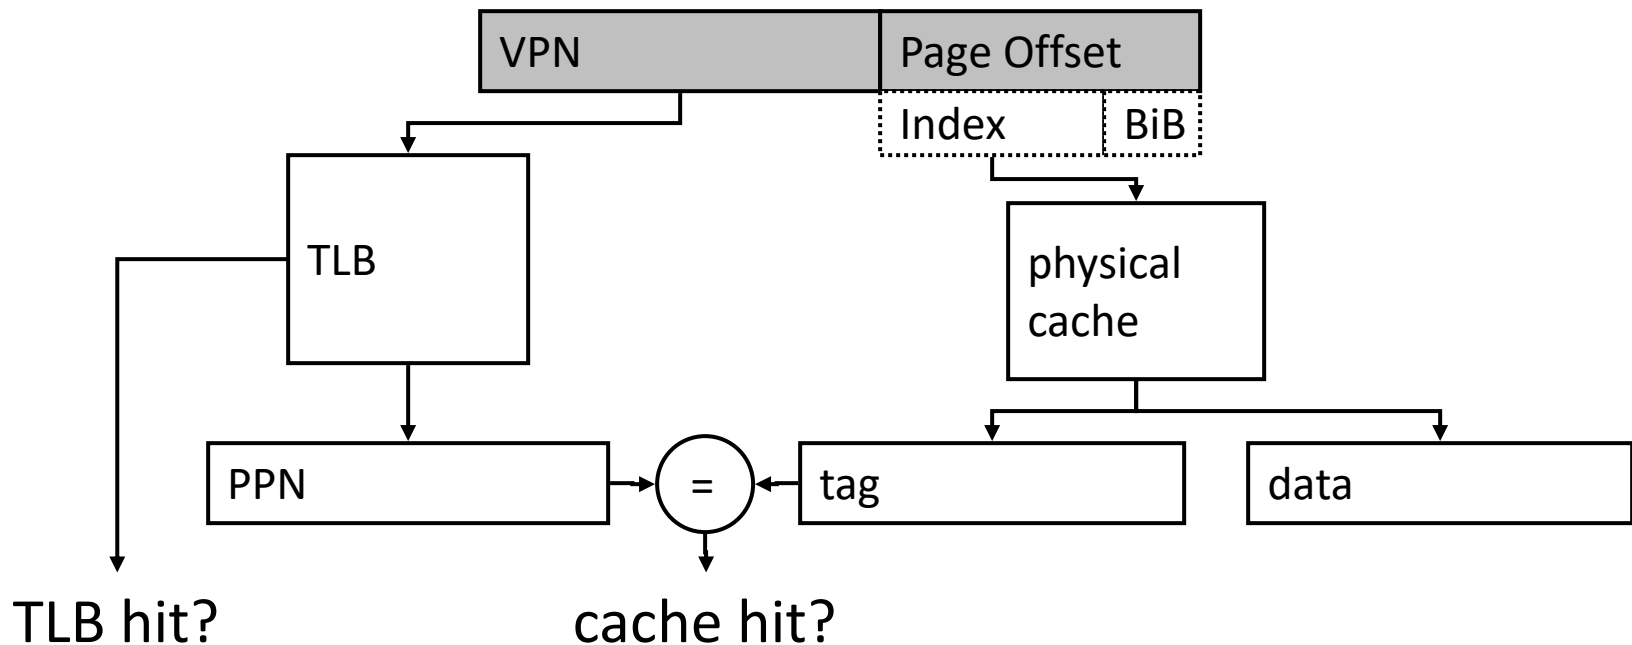 VPN
Page Offset
Index
BiB
TLB
physical
cache
PPN
=
tag
data
TLB hit?
cache hit?